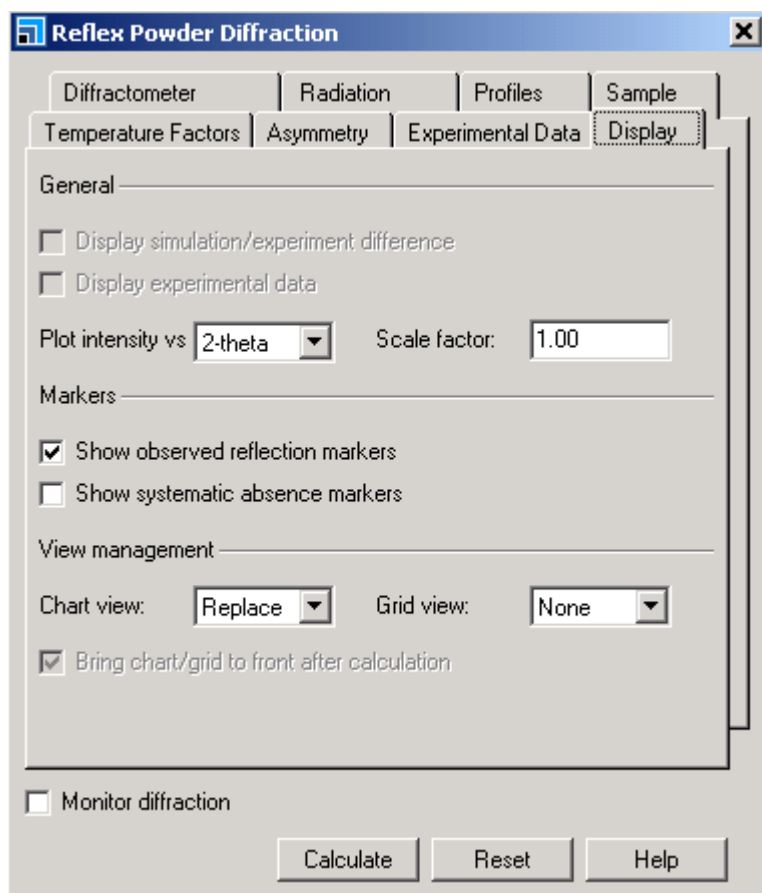 Reflex Powder Diffraction
Diffractometer Radiation Profiles Sample
Temperature Factors Asymmetry Experimental Data Display
General
Display simulation/experiment difference
Display experimental data
Plot intensity vs 2-theta Scale factor: 1.00
Markers
Show observed reflection markers
Show systematic absence markers
View management
Chart view: Replace Grid view: None
Bring chart/grid to front after calculation
Monitor diffraction
Calculate Reset Help